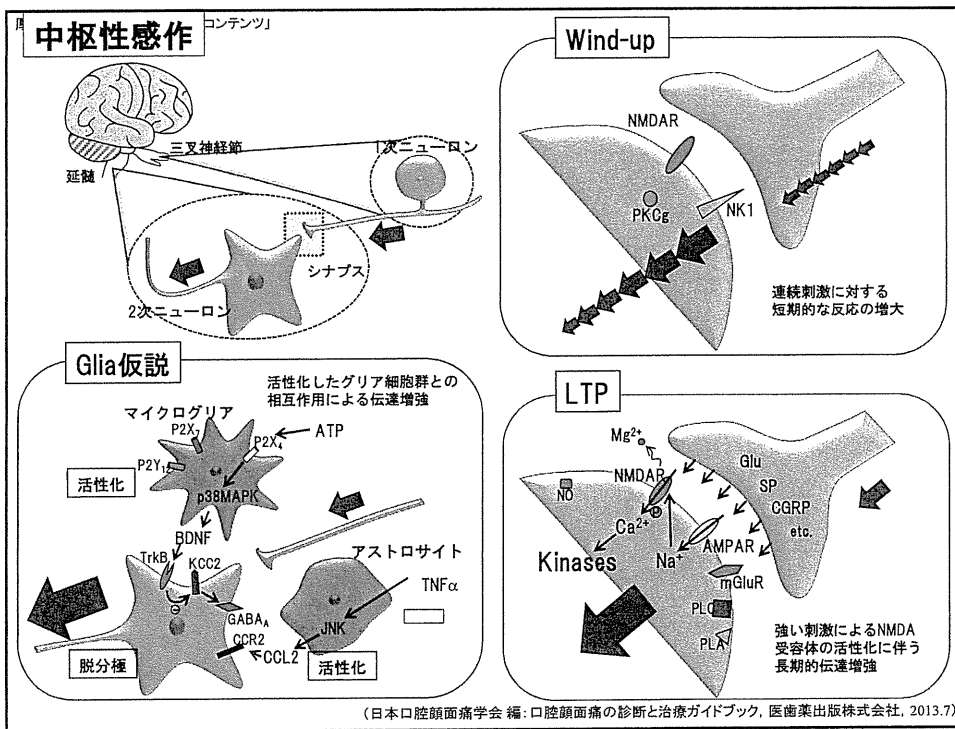 コンテンツ」
中枢性感作
三叉神経節
延髄
1次ニューロン
シナプス
2次ニューロン
Wind-up
NMDAR
PKCg
NK1
連続刺激に対する
短期的な反応の増大
Glia仮説
活性化したグリア細胞群との
相互作用による伝達増強
マイクログリア
P2X7
P2X4
ATP
P2Y1
活性化
p38MAPK
BDNF
TrkB
KCC2
アストロサイト
TNFα
GABAA
JNK
CCR2
CCL2
活性化
脱分極
LTP
Mg2+
NMDAR
Glu
SP
CGRP
etc.
NO
P
Ca2+
Na+
AMPAR
Kinases
mGluR
PLC
PLA
強い刺激によるNMDA
受容体の活性化に伴う
長期的伝達増強
(日本口腔顔面痛学会 編:口腔顔面痛の診断と治療ガイドブック, 医歯薬出版株式会社, 2013.7)